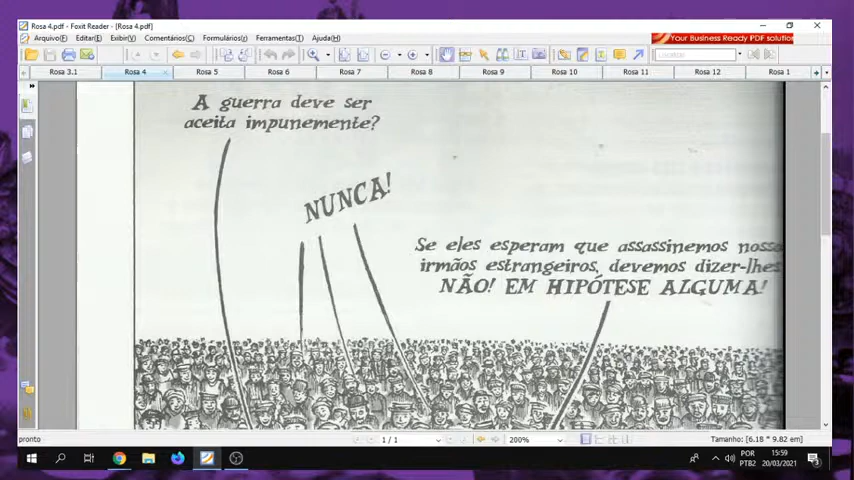 Rosa 4.pdf - Foxit Reader - [Rosa 4.pdf]
Arquivo(F) Editar(E) Exibir(V) Comentários(C) Formulários(r) Ferramentas(T) Ajuda(H)
Your Business Ready PDF solution
Localizar
Rosa 3.1 Rosa 4 Rosa 5 Rosa 6 Rosa 7 Rosa 8 Rosa 9 Rosa 10 Rosa 11 Rosa 12 Rosa 1
A guerra deve ser
aceita impunemente?
NUNCA!
Se eles esperam que assassinemos nosso
irmãos estrangeiros, devemos dizer-lhes
NÃO! EM HIPÓTESE ALGUMA!
pronto
1 / 1
200%
Tamanho: [6.18 * 9.82 em]
POR
PTB2
15:59
20/03/2021
3